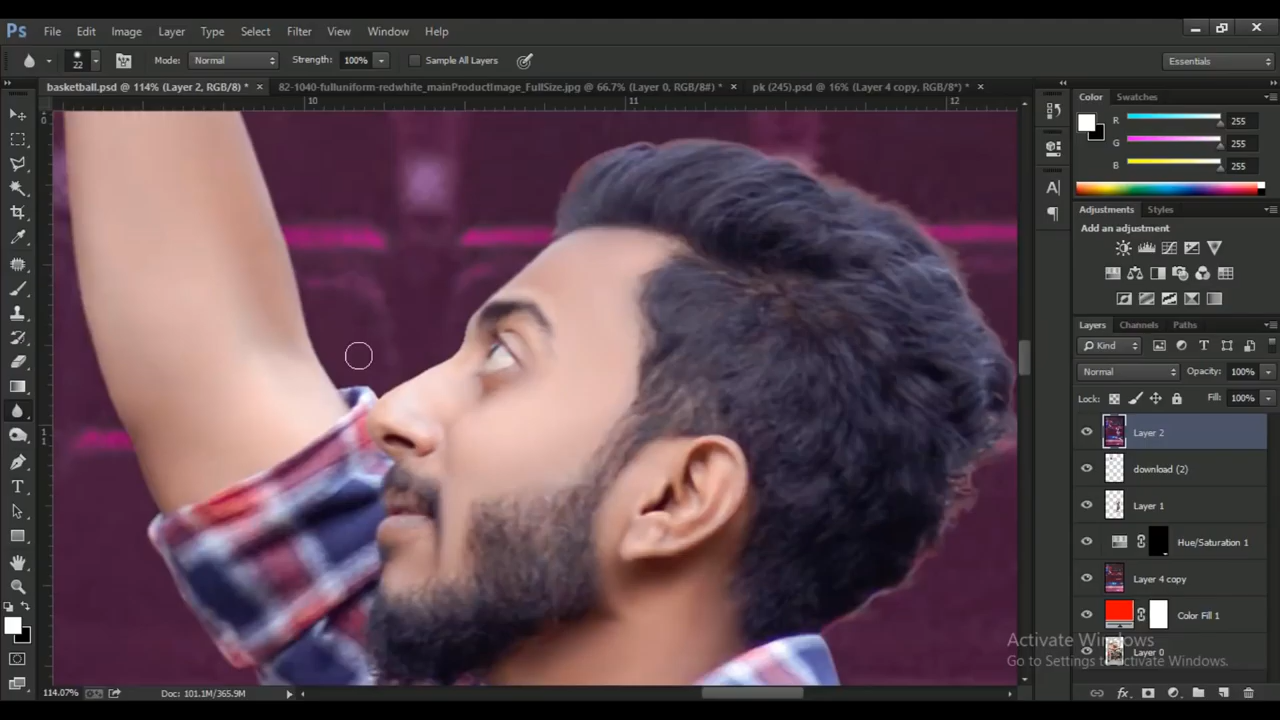 Ps File Edit Image Layer Type Select Filter 3D View Window Help
22 Mode: Normal Strength: 100% Sample All Layers Essentials
basketball.psd @ 114% (Layer 2, RGB/8) * × 82-1040-fulluniform-redwhite_mainProductImage_FullSize.jpg @ 66.7% (Layer 0, RGB/8#) * × pk (245).psd @ 16% (Layer 4 copy, RGB/8*) * ×
10 11 12
Color Swatches
R 255
G 255
B 255
Adjustments Styles
Add an adjustment
Layers Channels Paths
Kind
Normal Opacity: 100%
Lock: Fill: 100%
Layer 2
download (2)
Layer 1
Hue/Saturation 1
Layer 4 copy
Color Fill 1
Layer 0
Activate Windows
Go to Settings to activate Windows.
114.07% Doc: 101.1M/365.9M